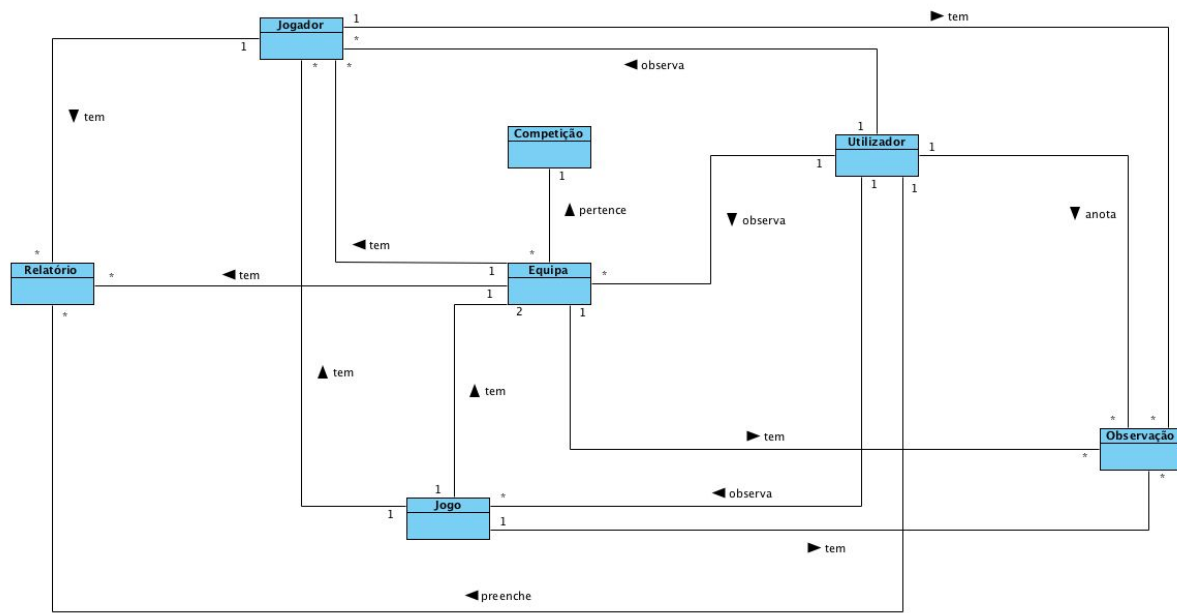 1
tem
Jogador
*
1
observa
*
*
tem
Competição
1
Utilizador
1
1
1
1
1
pertence
observa
anota
*
tem
*
*
Relatório
*
tem
1
Equipa
*
1
*
2
1
tem
tem
*
*
Observação
tem
*
*
1
*
observa
Jogo
1
1
tem
preenche